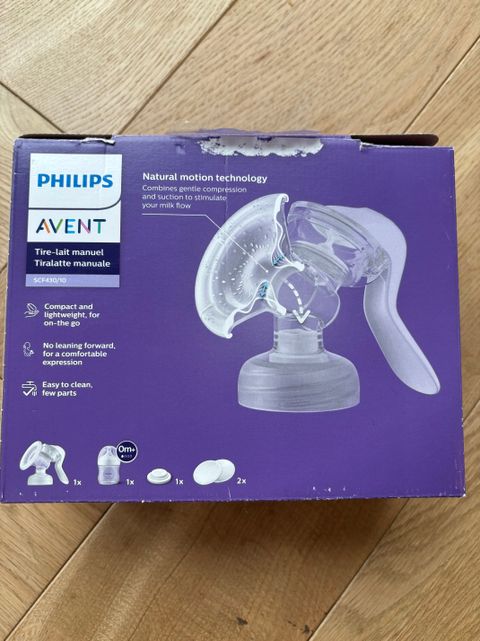 PHILIPS
AVENT
Tire-lait manuel
Tiralatte manuale
SCF430/10
Natural motion technology
Combines gentle compression
and suction to stimulate
your milk flow
Compact and
lightweight, for
on-the go
No leaning forward,
for a comfortable
expression
Easy to clean,
few parts
1x
0m+
1x
1x
2x